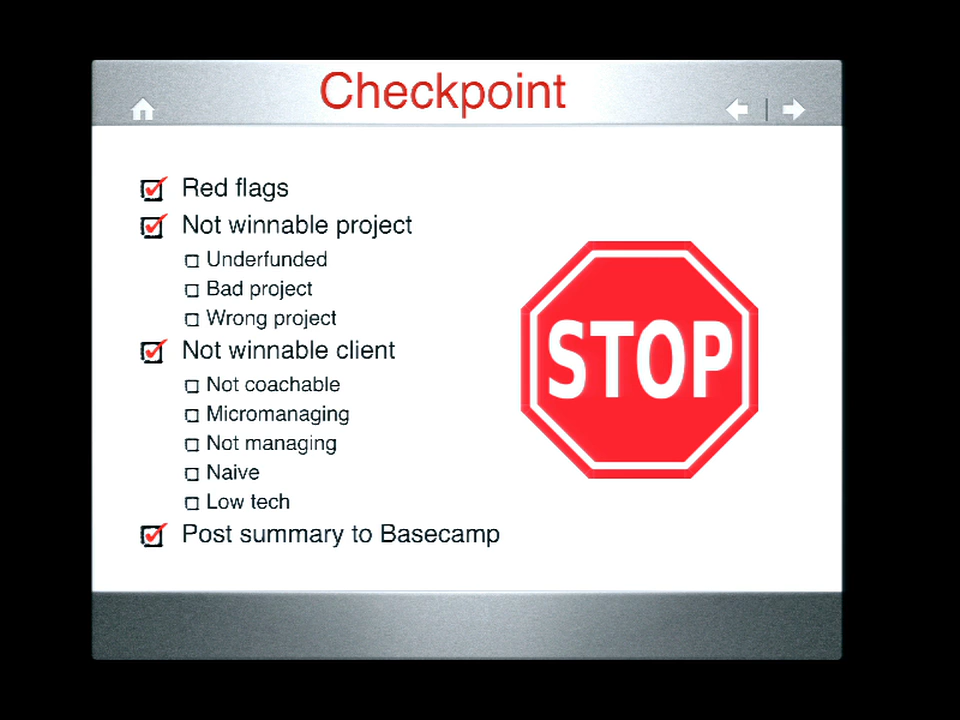 Checkpoint
Red flags
Not winnable project
Underfunded
Bad project
Wrong project
Not winnable client
Not coachable
Micromanaging
Not managing
Naive
Low tech
Post summary to Basecamp
STOP